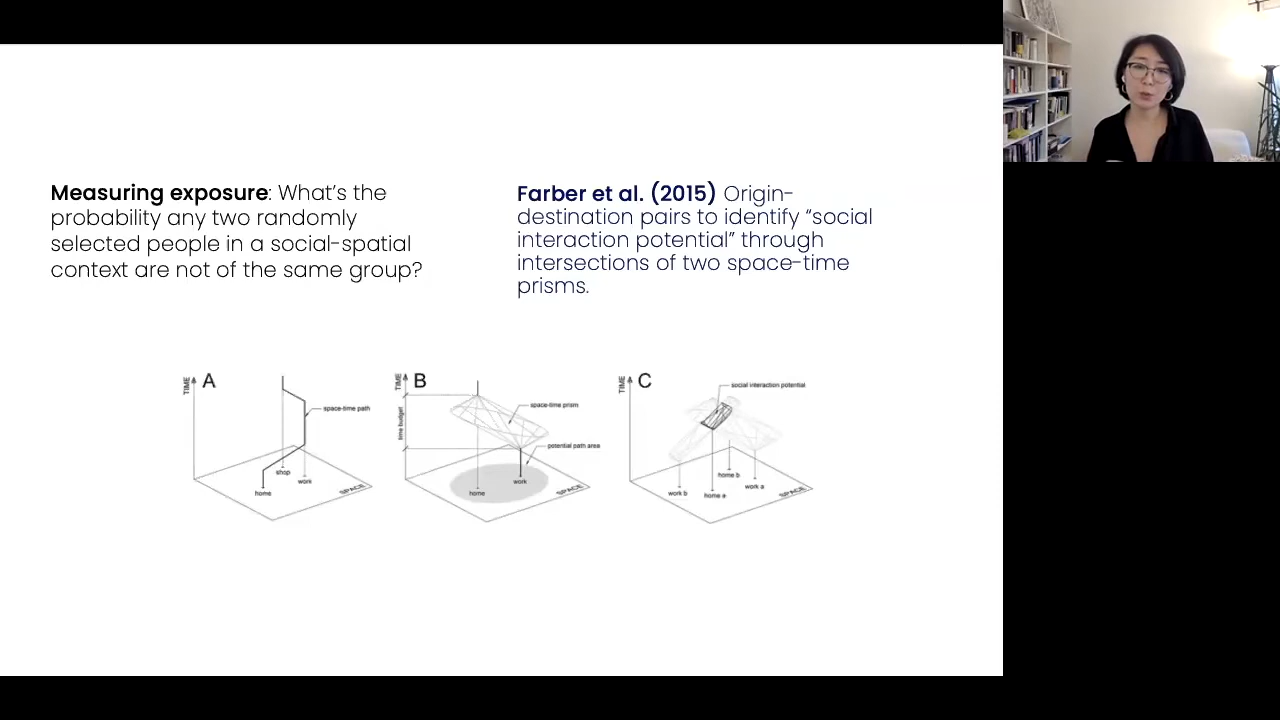 Measuring exposure: What's the
probability any two randomly
selected people in a social-spatial
context are not of the same group?
Farber et al. (2015) Origin-
destination pairs to identify “social
interaction potential” through
intersections of two space-time
prisms.
TIME
A
space-time path
shop
work
home
SPACE
TIME
B
time budget
space-time prism
potential path area
work
home
SPACE
TIME
C
social interaction potential
home b
work a
work b
home a
SPACE